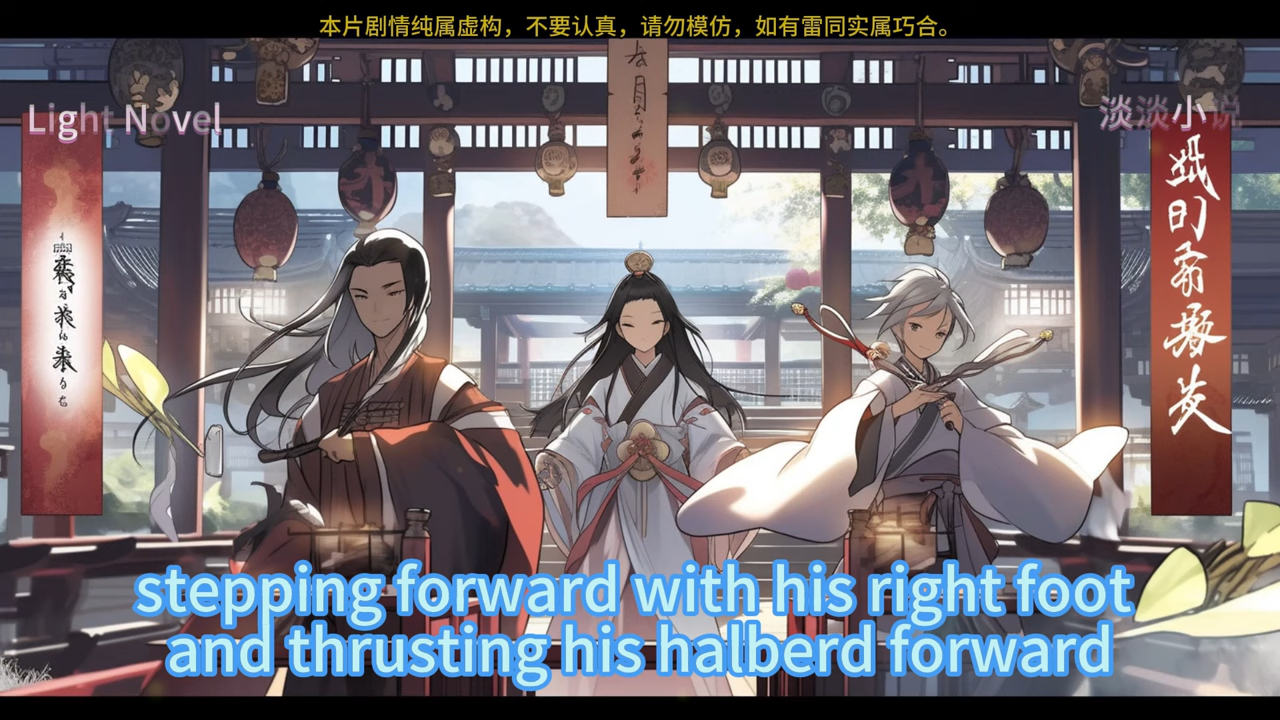 本片剧情纯属虚构，不要认真，请勿模仿，如有雷同实属巧合。
Light Novel
淡淡小说
stepping forward with his right foot
and thrusting his halberd forward